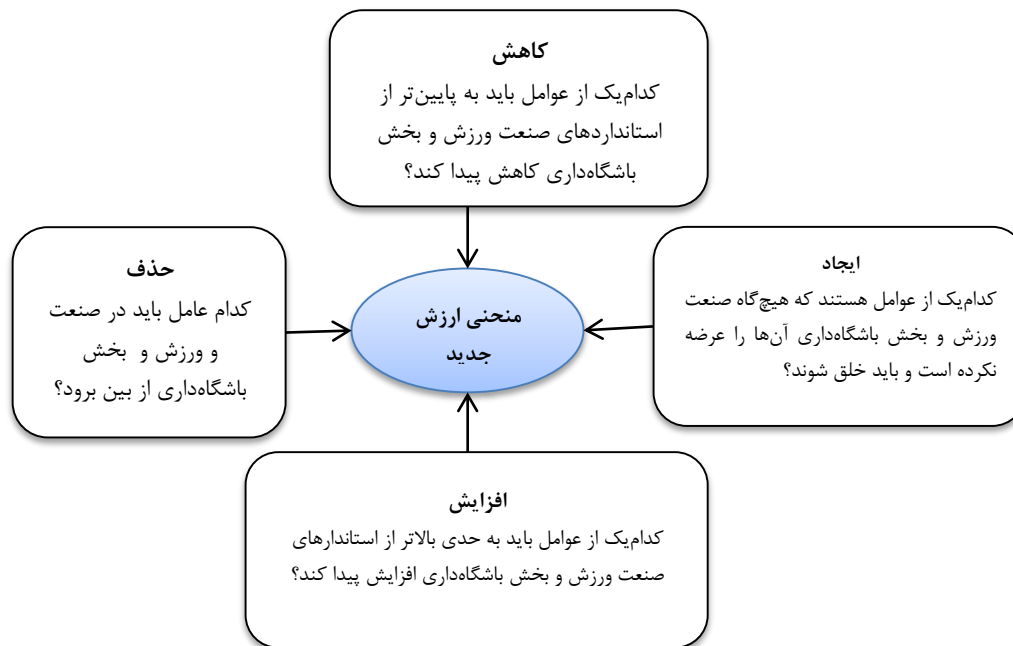 کاهش
کدام‌یک از عوامل باید به پایین‌تر از
استانداردهای صنعت ورزش و بخش
باشگاه‌داری کاهش پیدا کند؟
ایجاد
کدام‌یک از عوامل هستند که هیچ‌گاه صنعت
ورزش و بخش باشگاه‌داری آن‌ها را عرضه
نکرده است و باید خلق شوند؟
منحنی ارزش
جدید
حذف
کدام عامل باید در صنعت
و ورزش و بخش
باشگاه‌داری از بین برود؟
افزایش
کدام‌یک از عوامل باید به حدی بالاتر از استاندارهای
صنعت ورزش و بخش باشگاه‌داری افزایش پیدا کند؟